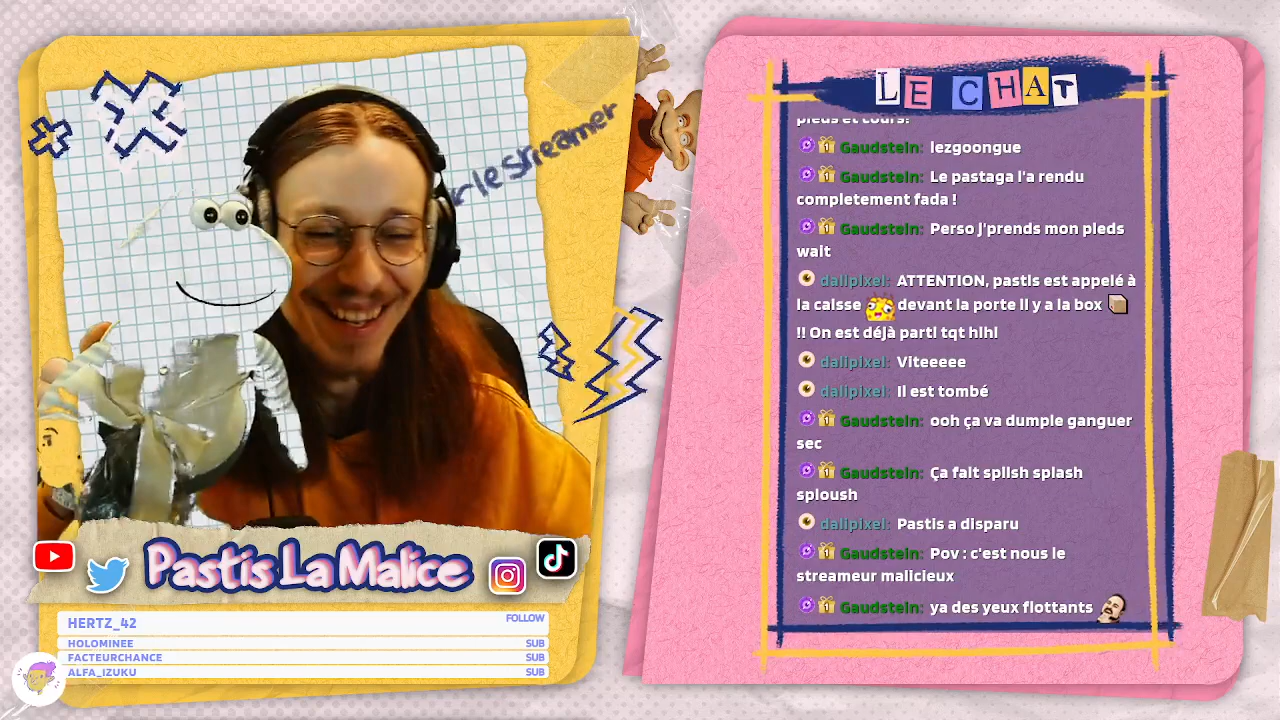 r le Streamer
Pastis La Malice
HERTZ_42 FOLLOW
HOLOMINEE SUB
FACTEURCHANCE SUB
ALFA_IZUKU SUB
LE CHAT
pieds et cours!
Gaudstein: lezgoongue
Gaudstein: Le pastaga l'a rendu
completement fada !
Gaudstein: Perso j'prends mon pieds
wait
dalipixel: ATTENTION, pastis est appelé à
la caisse devant la porte il y a la box
!! On est déjà parti tqt hihi
dalipixel: Viteeeee
dalipixel: Il est tombé
Gaudstein: ooh ça va dumple ganguer
sec
Gaudstein: Ça fait splish splash
sploush
dalipixel: Pastis a disparu
Gaudstein: Pov : c'est nous le
streameur malicieux
Gaudstein: ya des yeux flottants